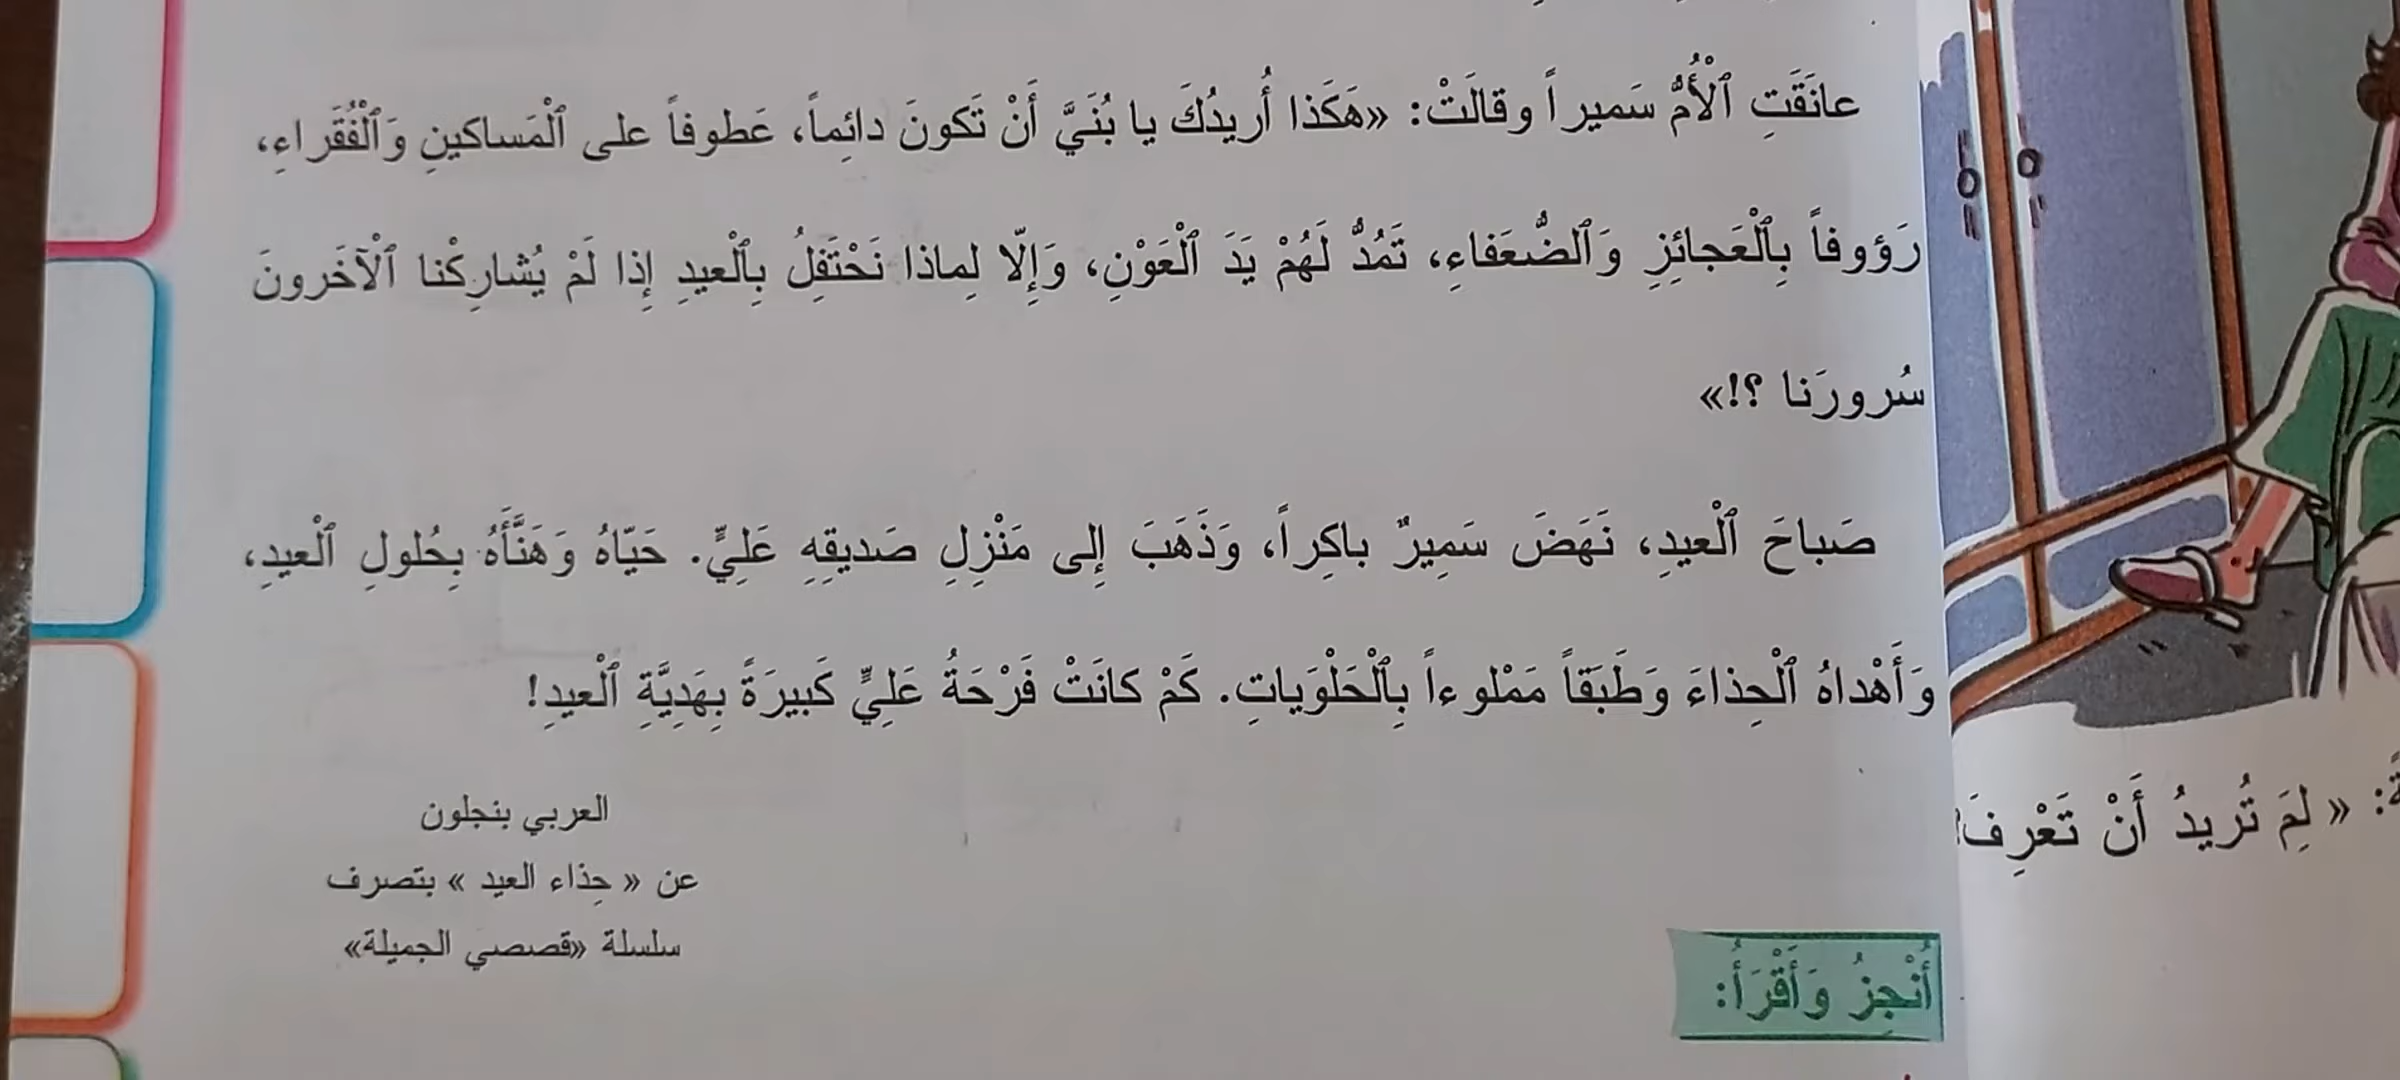 عانَقَتِ ٱلْأُمُّ سَميراً وقالَتْ: «هَكَذا أُريدُكَ يا بُنَيَّ أَنْ تَكونَ دائِماً، عَطوفاً على ٱلْمَساكينِ وَٱلْفُقَراءِ،
رَؤوفاً بِٱلْعَجائِزِ وَٱلضُّعَفاءِ، تَمُدُّ لَهُمْ يَدَ ٱلْعَوْنِ، وَإِلّا لِماذا نَحْتَفِلُ بِٱلْعيدِ إِذا لَمْ يُشارِكْنا ٱلْآخَرونَ
سُرورَنا ؟!»
صَباحَ ٱلْعيدِ، نَهَضَ سَمِيرٌ باكِراً، وَذَهَبَ إِلى مَنْزِلِ صَديقِهِ عَلِيٍّ. حَيّاهُ وَهَنَّأَهُ بِحُلولِ ٱلْعيدِ،
وَأَهْداهُ ٱلْحِذاءَ وَطَبَقاً مَمْلوءاً بِٱلْحَلْوَياتِ. كَمْ كانَتْ فَرْحَةُ عَلِيٍّ كَبيرَةً بِهَدِيَّةِ ٱلْعيدِ!
العربي بنجلون
عن « حِذاء العيد » بتصرف
سلسلة «قصصي الجميلة»
أُنْجِزُ وَأَقْرَأُ:
« لِمَ تُريدُ أَنْ تَعْرِفَ